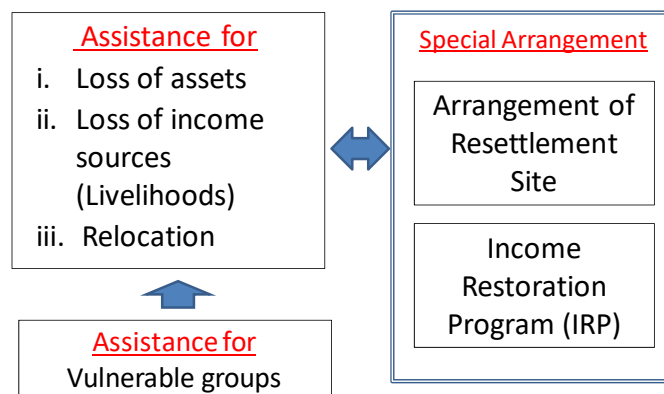 Assistance for
i. Loss of assets
ii. Loss of income
sources
(Livelihoods)
iii. Relocation
Assistance for
Vulnerable groups
Special Arrangement
Arrangement of
Resettlement
Site
Income
Restoration
Program (IRP)